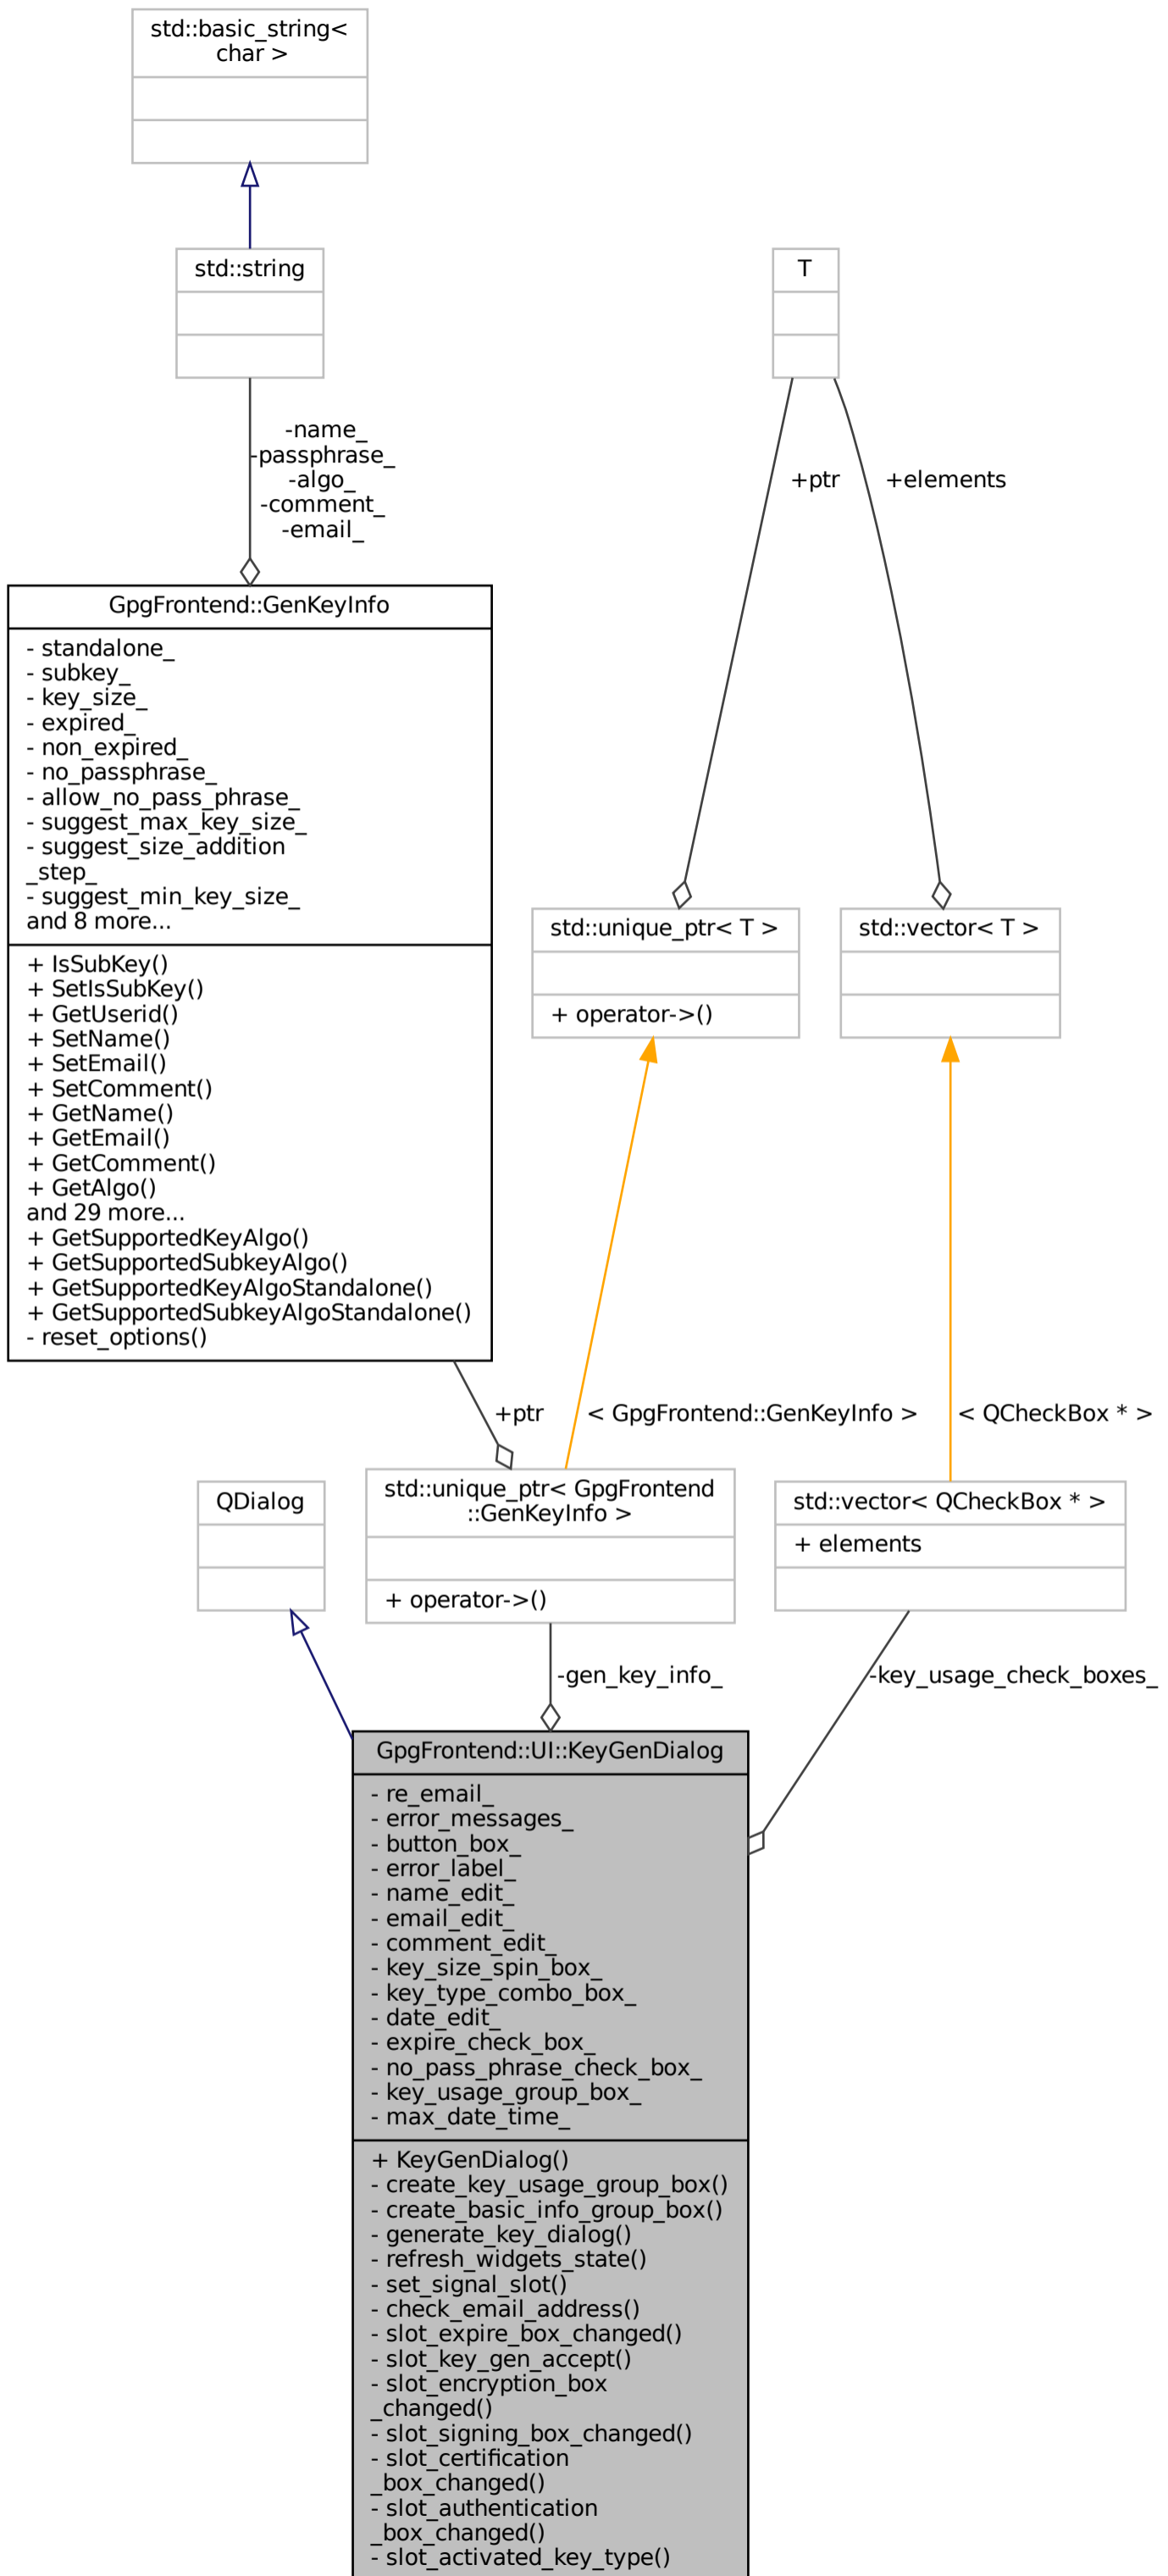 std::basic_string<
char >
std::string
T
-name_
-passphrase_
-algo_
-comment_
-email_
+ptr
+elements
GpgFrontend::GenKeyInfo
- standalone_
- subkey_
- key_size_
- expired_
- non_expired_
- no_passphrase_
- allow_no_pass_phrase_
- suggest_max_key_size_
- suggest_size_addition
_step_
- suggest_min_key_size_
and 8 more...
+ IsSubKey()
+ SetIsSubKey()
+ GetUserid()
+ SetName()
+ SetEmail()
+ SetComment()
+ GetName()
+ GetEmail()
+ GetComment()
+ GetAlgo()
and 29 more...
+ GetSupportedKeyAlgo()
+ GetSupportedSubkeyAlgo()
+ GetSupportedKeyAlgoStandalone()
+ GetSupportedSubkeyAlgoStandalone()
- reset_options()
std::unique_ptr< T >
+ operator->()
std::vector< T >
+ptr
< GpgFrontend::GenKeyInfo >
< QCheckBox * >
QDialog
std::unique_ptr< GpgFrontend
::GenKeyInfo >
+ operator->()
std::vector< QCheckBox * >
+ elements
-gen_key_info_
-key_usage_check_boxes_
GpgFrontend::UI::KeyGenDialog
- re_email_
- error_messages_
- button_box_
- error_label_
- name_edit_
- email_edit_
- comment_edit_
- key_size_spin_box_
- key_type_combo_box_
- date_edit_
- expire_check_box_
- no_pass_phrase_check_box_
- key_usage_group_box_
- max_date_time_
+ KeyGenDialog()
- create_key_usage_group_box()
- create_basic_info_group_box()
- generate_key_dialog()
- refresh_widgets_state()
- set_signal_slot()
- check_email_address()
- slot_expire_box_changed()
- slot_key_gen_accept()
- slot_encryption_box
_changed()
- slot_signing_box_changed()
- slot_certification
_box_changed()
- slot_authentication
_box_changed()
- slot_activated_key_type()